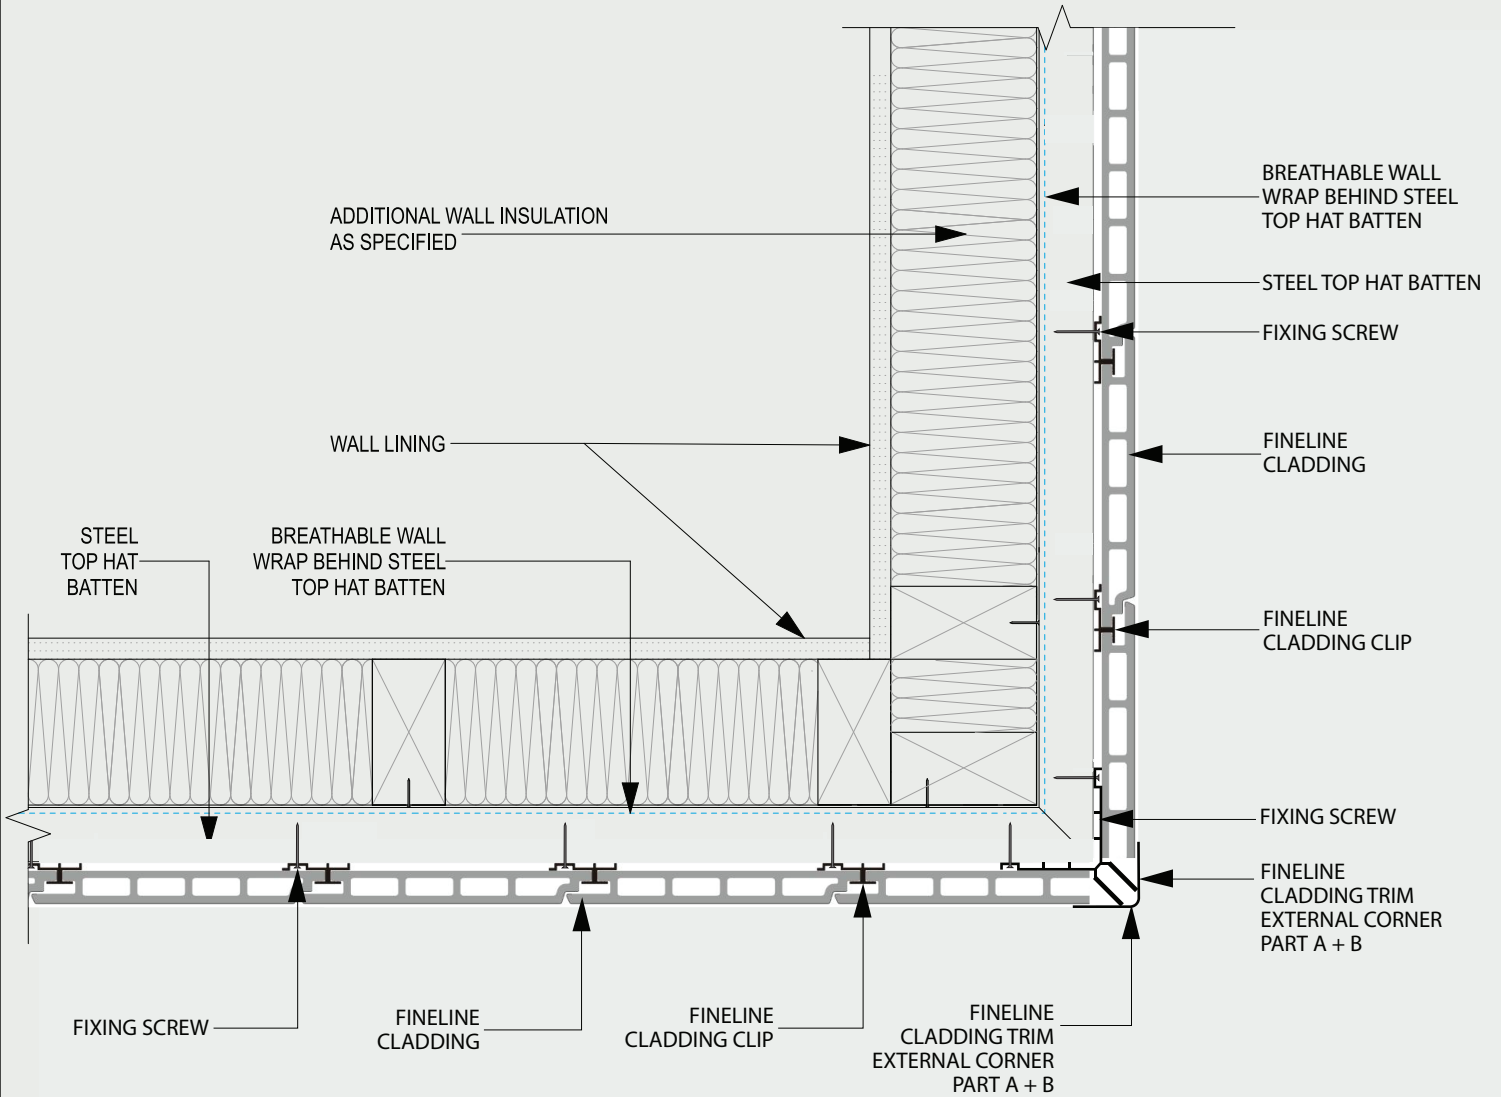 BREATHABLE WALL
WRAP BEHIND STEEL
TOP HAT BATTEN
ADDITIONAL WALL INSULATION
AS SPECIFIED
STEEL TOP HAT BATTEN
FIXING SCREW
WALL LINING
FINELINE
CLADDING
STEEL
TOP HAT
BATTEN
BREATHABLE WALL
WRAP BEHIND STEEL
TOP HAT BATTEN
FINELINE
CLADDING CLIP
FIXING SCREW
FINELINE
CLADDING TRIM
EXTERNAL CORNER
PART A + B
FIXING SCREW
FINELINE
CLADDING
FINELINE
CLADDING CLIP
FINELINE
CLADDING TRIM
EXTERNAL CORNER
PART A + B